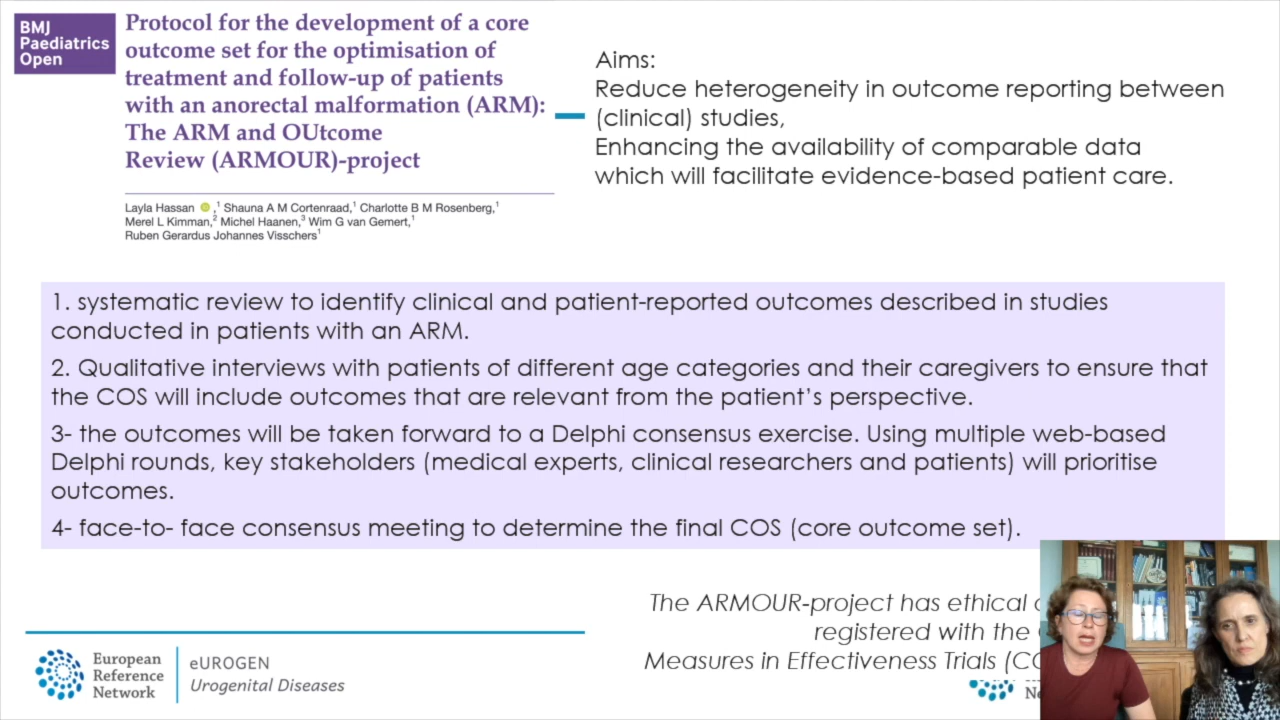 BMJ
Paediatrics
Open
Protocol for the development of a core
outcome set for the optimisation of
treatment and follow-up of patients
with an anorectal malformation (ARM):
The ARM and OUtcome
Review (ARMOUR)-project
Layla Hassan ,1 Shauna A M Cortenraad,1 Charlotte B M Rosenberg,1
Merel L Kimman,2 Michel Haanen,3 Wim G van Gemert,1
Ruben Gerardus Johannes Visschers1
Aims:
Reduce heterogeneity in outcome reporting between
(clinical) studies,
Enhancing the availability of comparable data
which will facilitate evidence-based patient care.
1. systematic review to identify clinical and patient-reported outcomes described in studies
conducted in patients with an ARM.
2. Qualitative interviews with patients of different age categories and their caregivers to ensure that
the COS will include outcomes that are relevant from the patient's perspective.
3- the outcomes will be taken forward to a Delphi consensus exercise. Using multiple web-based
Delphi rounds, key stakeholders (medical experts, clinical researchers and patients) will prioritise
outcomes.
4- face-to- face consensus meeting to determine the final COS (core outcome set).
The ARMOUR-project has ethical
registered with the
Measures in Effectiveness Trials (CO
European
Reference
Network
eUROGEN
Urogenital Diseases